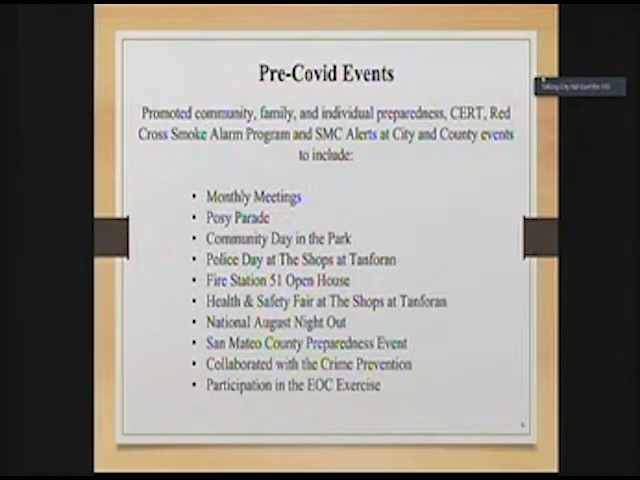 Pre-Covid Events
Promoted community, family, and individual preparedness, CERT, Red
Cross Smoke Alarm Program and SMC Alerts at City and County events
to include:
• Monthly Meetings
• Posy Parade
• Community Day in the Park
• Police Day at The Shops at Tanforan
• Fire Station 51 Open House
• Health & Safety Fair at The Shops at Tanforan
• National August Night Out
• San Mateo County Preparedness Event
• Collaborated with the Crime Prevention
• Participation in the EOC Exercise